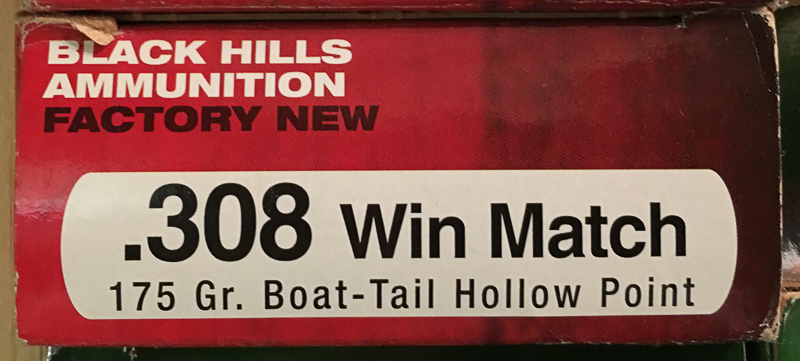 BLACK HILLS
AMMUNITION
FACTORY NEW
.308 Win Match
175 Gr. Boat-Tail Hollow Point